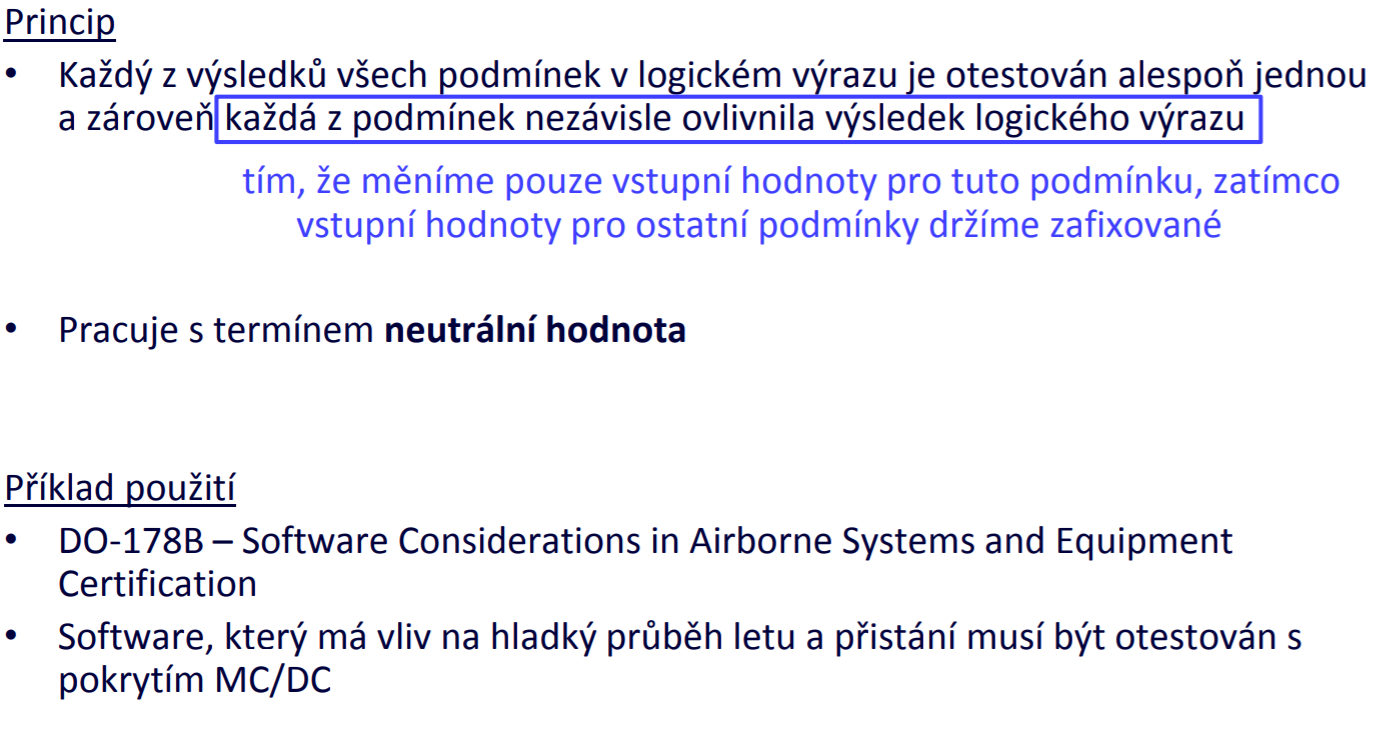 Princip
• Každý z výsledků všech podmínek v logickém výrazu je otestován alespoň jednou
a zároveň každá z podmínek nezávisle ovlivnila výsledek logického výrazu
tím, že měníme pouze vstupní hodnoty pro tuto podmínku, zatímco
vstupní hodnoty pro ostatní podmínky držíme zafixované
• Pracuje s termínem neutrální hodnota
Příklad použití
• DO-178B – Software Considerations in Airborne Systems and Equipment
Certification
• Software, který má vliv na hladký průběh letu a přistání musí být otestován s
pokrytím MC/DC